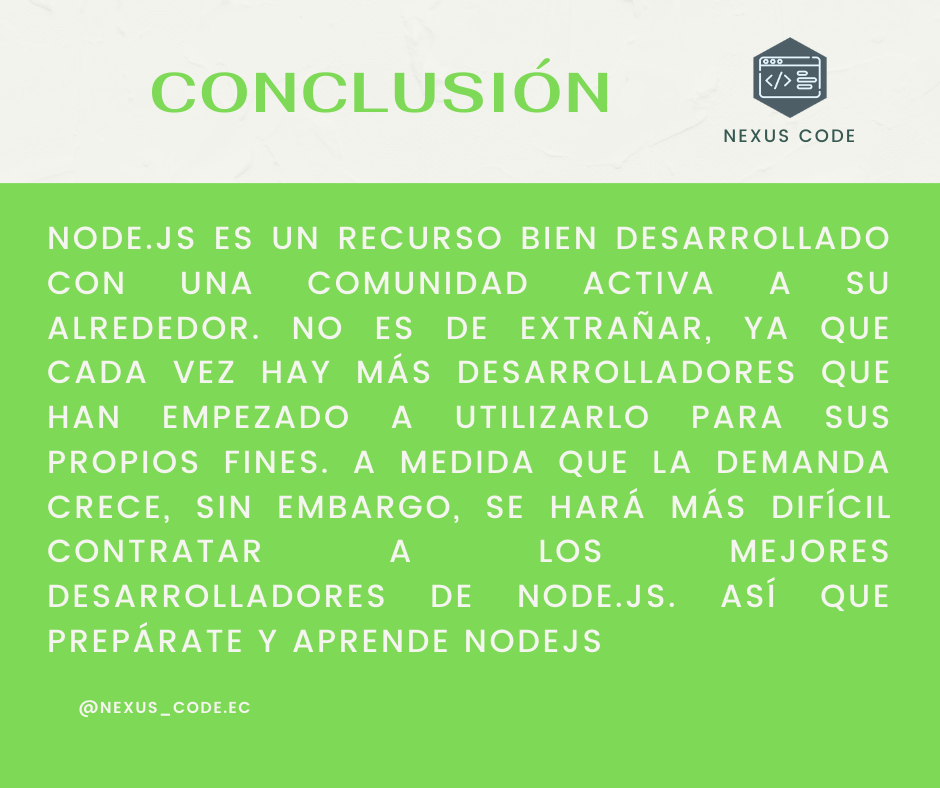 CONCLUSIÓN
</>
NEXUS CODE
NODE.JS ES UN RECURSO BIEN DESARROLLADO
CON UNA COMUNIDAD ACTIVA A SU
ALREDEDOR. NO ES DE EXTRAÑAR, YA QUE
CADA VEZ HAY MÁS DESARROLLADORES QUE
HAN EMPEZADO A UTILIZARLO PARA SUS
PROPIOS FINES. A MEDIDA QUE LA DEMANDA
CRECE, SIN EMBARGO, SE HARÁ MÁS DIFÍCIL
CONTRATAR A LOS MEJORES
DESARROLLADORES DE NODE.JS. ASÍ QUE
PREPÁRATE Y APRENDE NODEJS
@NEXUS_CODE.EC